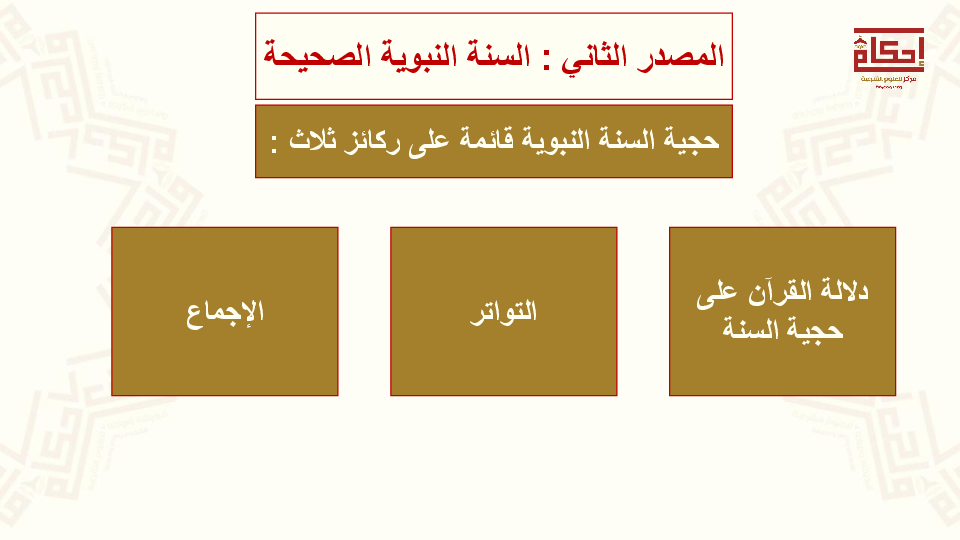 إحكام
مركز للعلوم الشرعية
المصدر الثاني : السنة النبوية الصحيحة
حجية السنة النبوية قائمة على ركائز ثلاث :
دلالة القرآن على
حجية السنة
التواتر
الإجماع